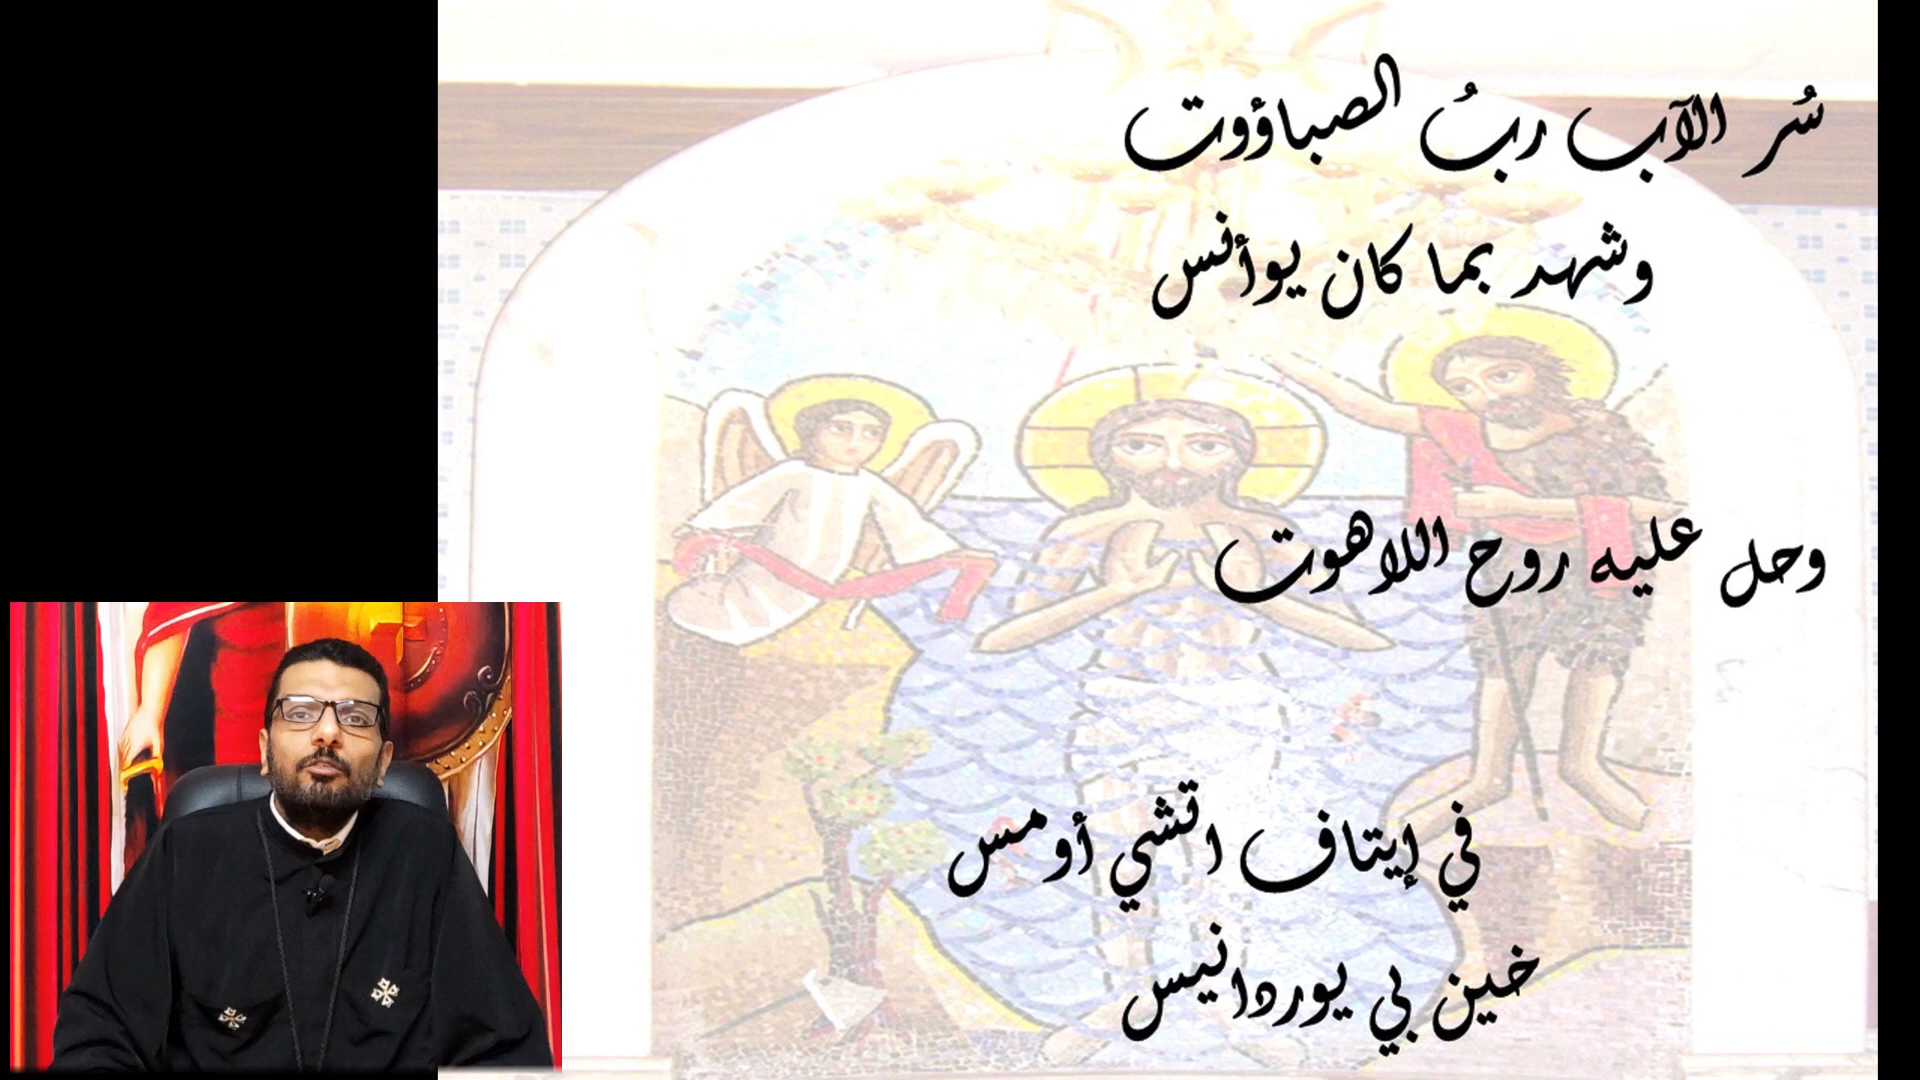 سُر الآب ربُ الصباؤوت
وشهد بما كان يوأنس
وحل عليه روح اللاهوت
في إيتاف اتشي أومس
خين بي يوردانيس